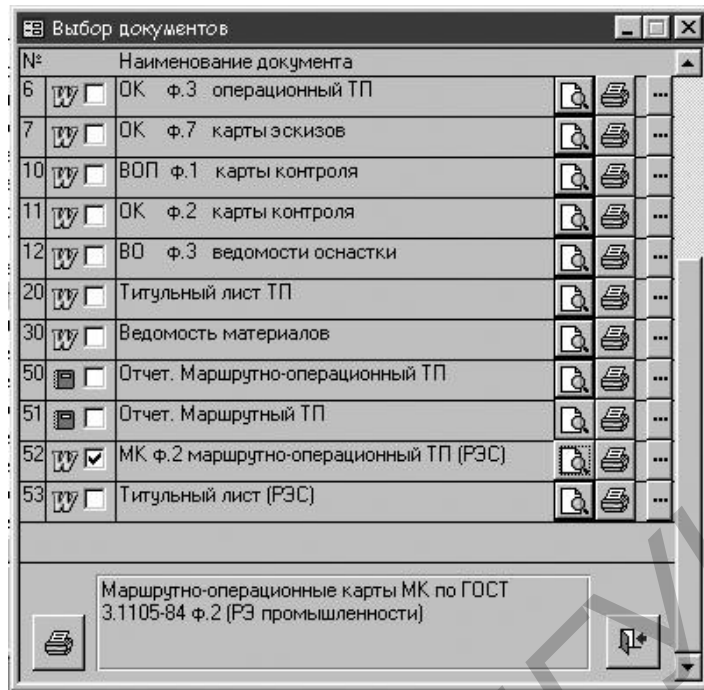 Выбор документов
№ Наименование документа
6 ОК ф.3 операционный ТП
7 ОК ф.7 карты эскизов
10 ВОП ф.1 карты контроля
11 ОК ф.2 карты контроля
12 ВО ф.3 ведомости оснастки
20 Титульный лист ТП
30 Ведомость материалов
50 Отчет. Маршрутно-операционный ТП
51 Отчет. Маршрутный ТП
52 МК ф.2 маршрутно-операционный ТП (РЭС)
53 Титульный лист (РЭС)
Маршрутно-операционные карты МК по ГОСТ
3.1105-84 ф.2 (РЭ промышленности)